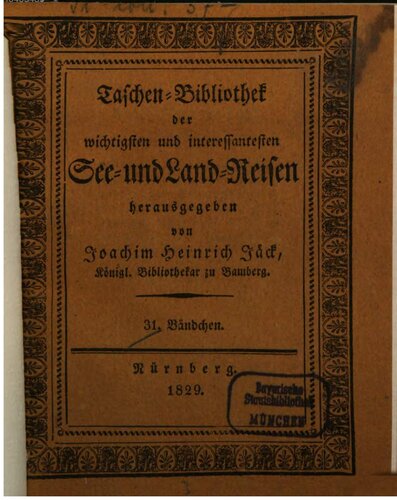 Taschen-Bibliothek
der
wichtigsten und interessantesten
See- und Land-Reisen
herausgegeben
von
Joachim Heinrich Jäck,
Königl. Bibliothekar zu Bamberg.
31. Bändchen.
Nürnberg.
1829.
Bayerische
Staatsbibliothek
MÜNCHEN